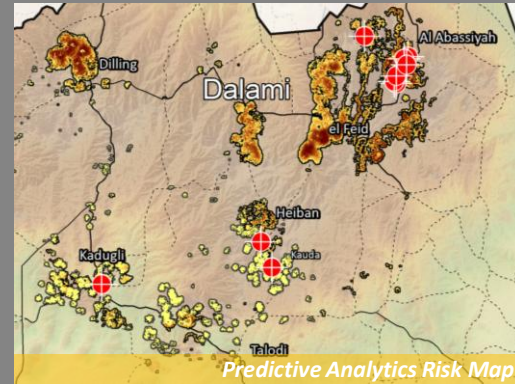 Al Abassiyah
Dilling
Dalami
el Feid
Heiban
Kauda
Kadugli
Talodi
Predictive Analytics Risk Map